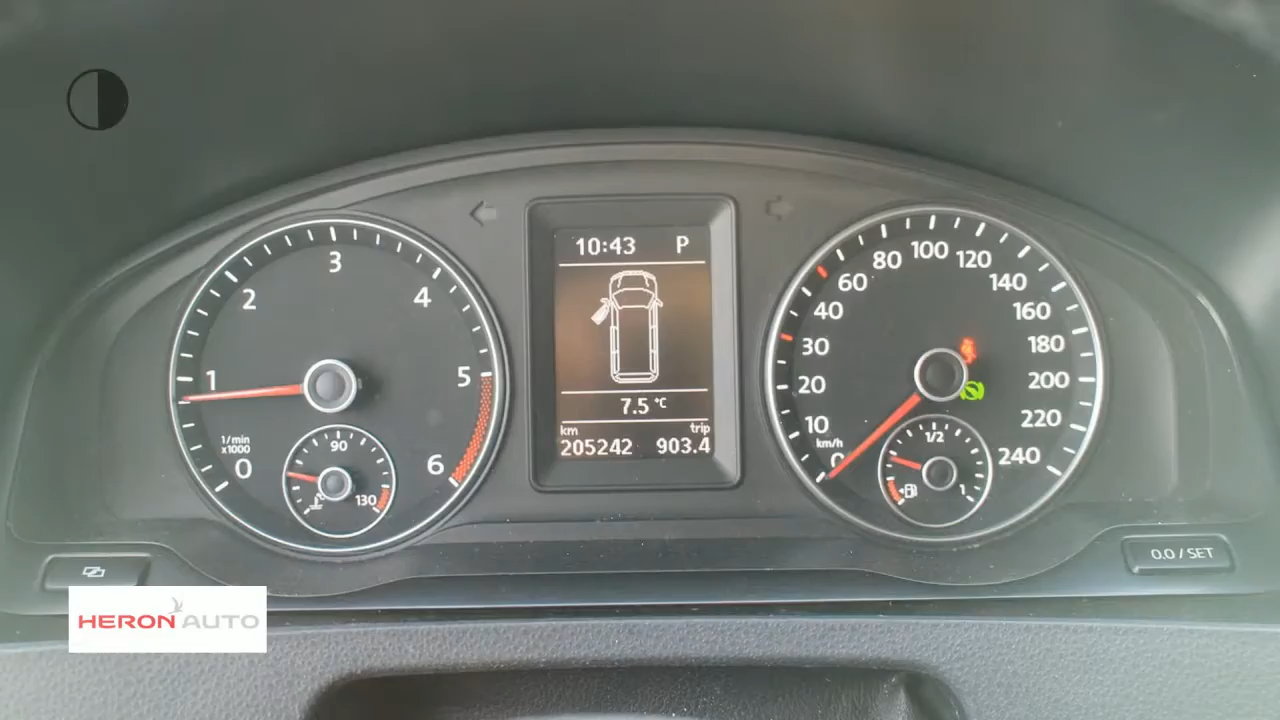 10:43 P
7.5 °C
km trip
205242 903.4
0 1 2 3 4 5 6
1/min
x1000
90
130
0 10 20 30 40 60 80 100 120 140 160 180 200 220 240
km/h
1/2
1
0.0 / SET
HERON AUTO